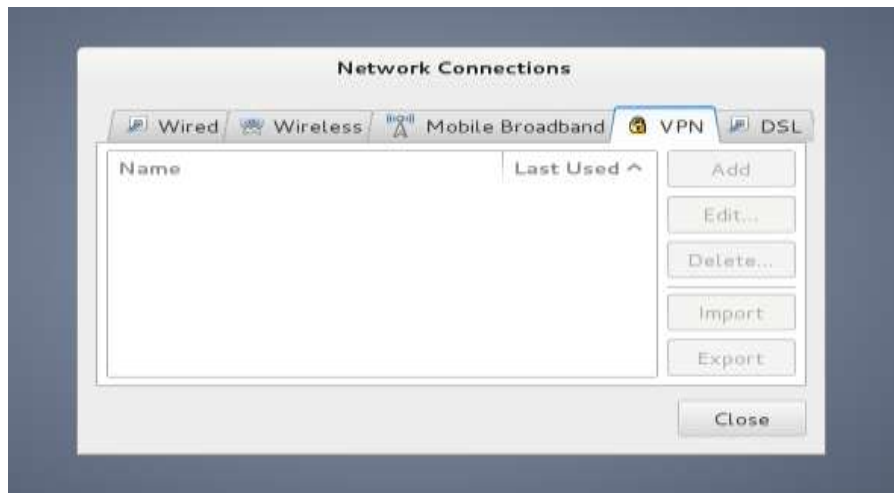 Network Connections
Wired Wireless Mobile Broadband VPN DSL
Name Last Used
Add
Edit...
Delete...
Import
Export
Close